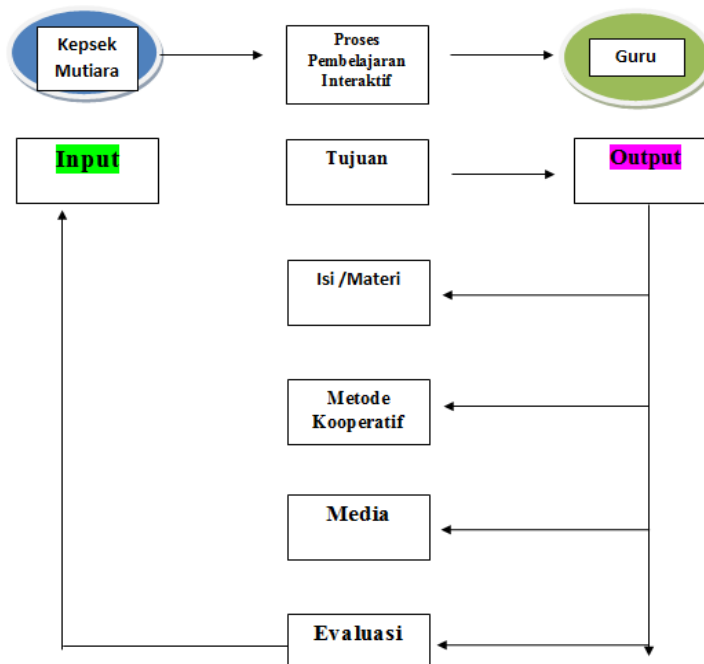 Kepsek
Mutiara
Proses
Pembelajaran
Interaktif
Guru
Input
Tujuan
Output
Isi /Materi
Metode
Kooperatif
Media
Evaluasi